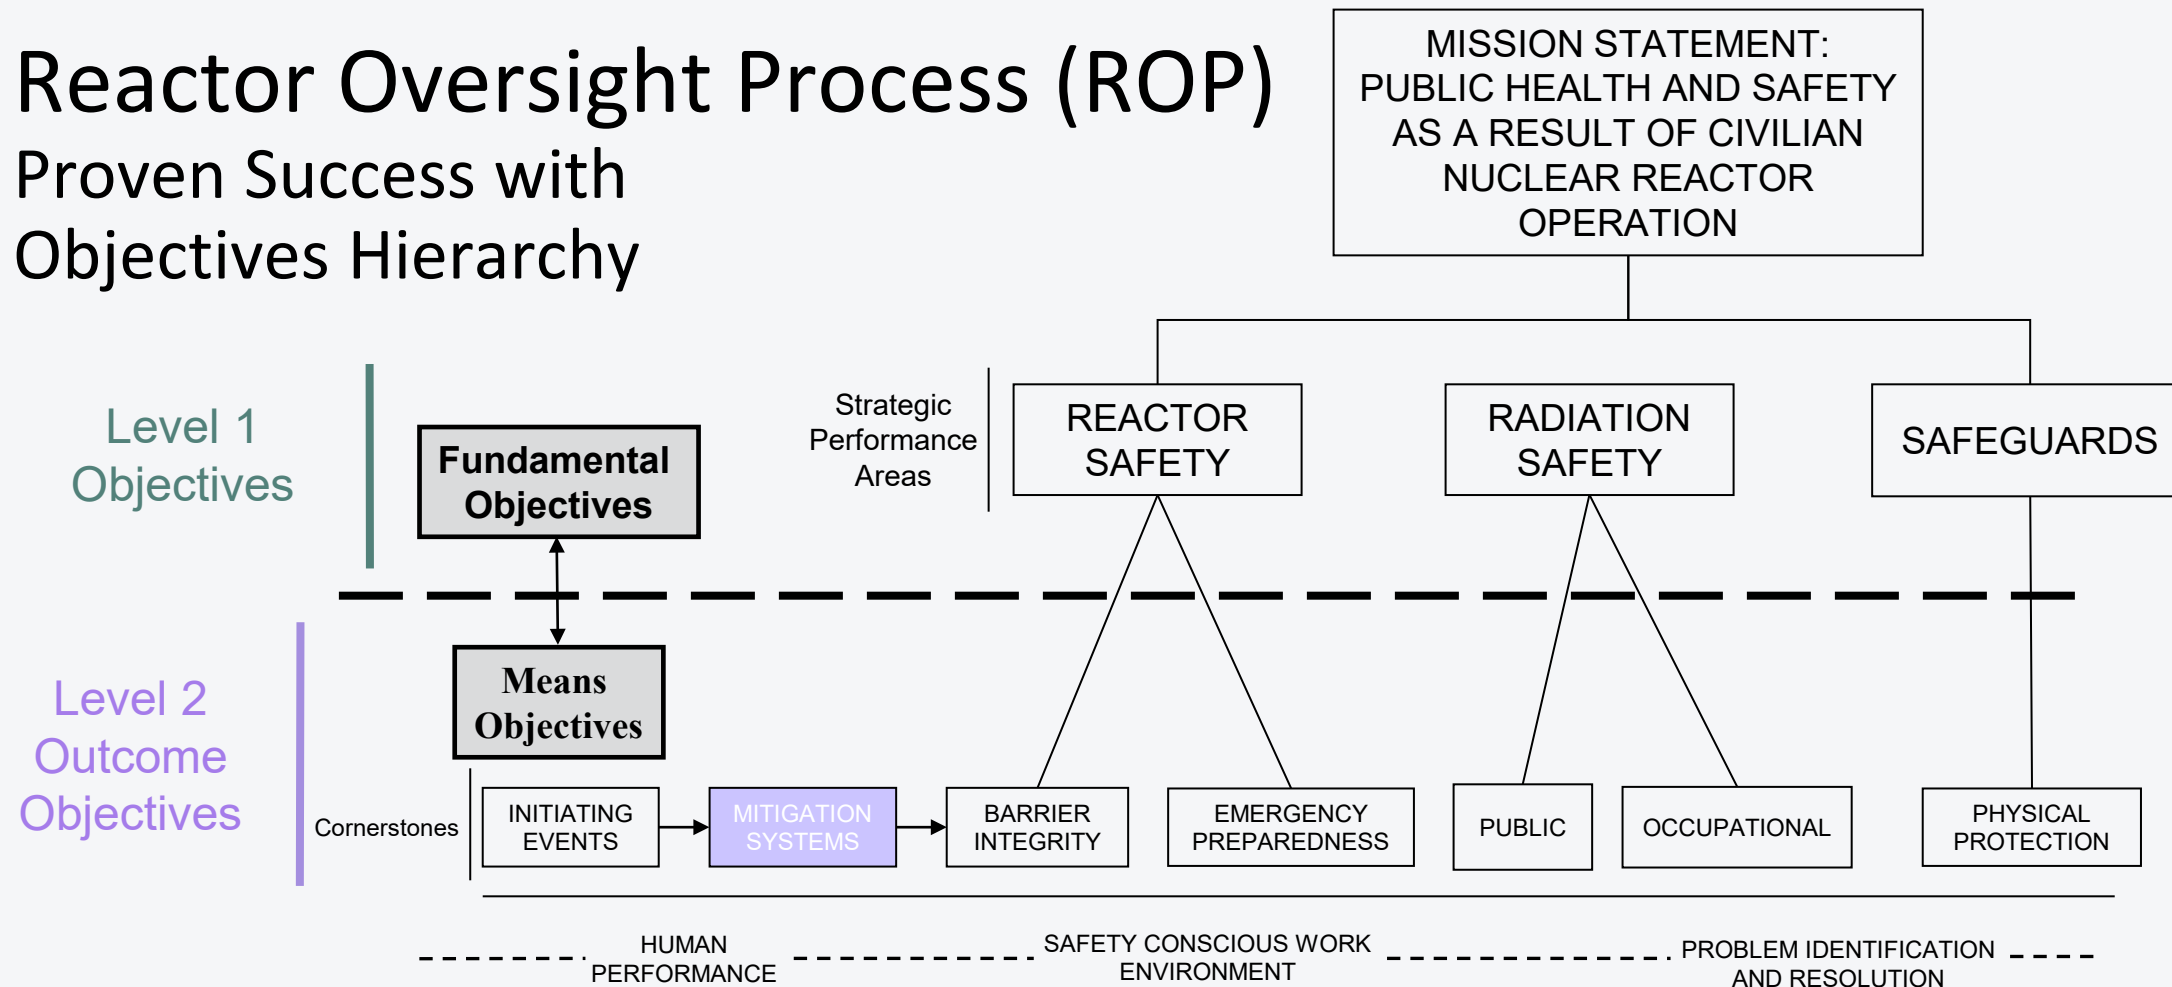 Reactor Oversight Process (ROP)
Proven Success with
Objectives Hierarchy
MISSION STATEMENT:
PUBLIC HEALTH AND SAFETY
AS A RESULT OF CIVILIAN
NUCLEAR REACTOR
OPERATION
Level 1
Objectives
Fundamental
Objectives
Strategic
Performance
Areas
REACTOR
SAFETY
RADIATION
SAFETY
SAFEGUARDS
Level 2
Outcome
Objectives
Means
Objectives
Cornerstones
INITIATING
EVENTS
MITIGATION
SYSTEMS
BARRIER
INTEGRITY
EMERGENCY
PREPAREDNESS
PUBLIC
OCCUPATIONAL
PHYSICAL
PROTECTION
HUMAN
PERFORMANCE
SAFETY CONSCIOUS WORK
ENVIRONMENT
PROBLEM IDENTIFICATION
AND RESOLUTION